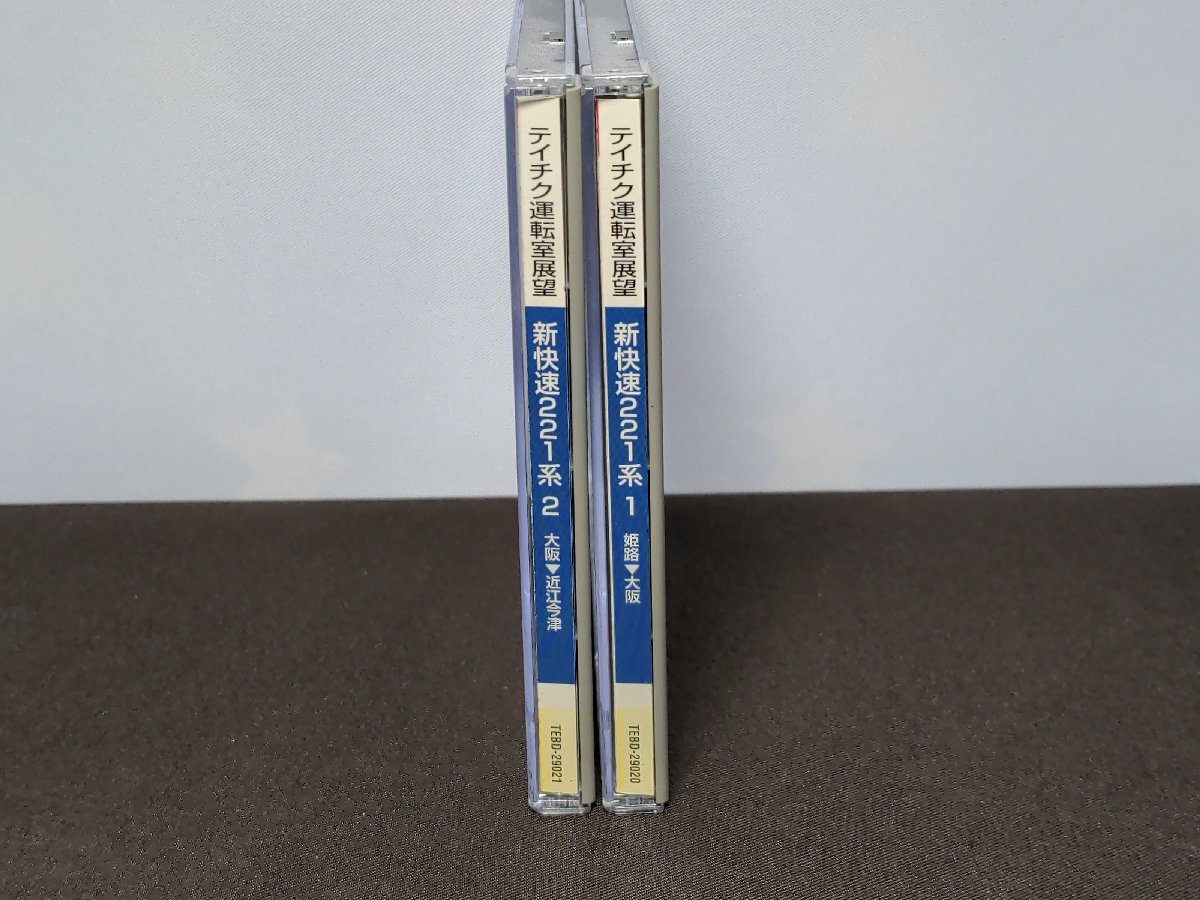 テイチク運転室展望
新快速221系 2
大阪▼近江今津
TEBD-29021
テイチク運転室展望
新快速221系 1
姫路▼大阪
TEBD-29020